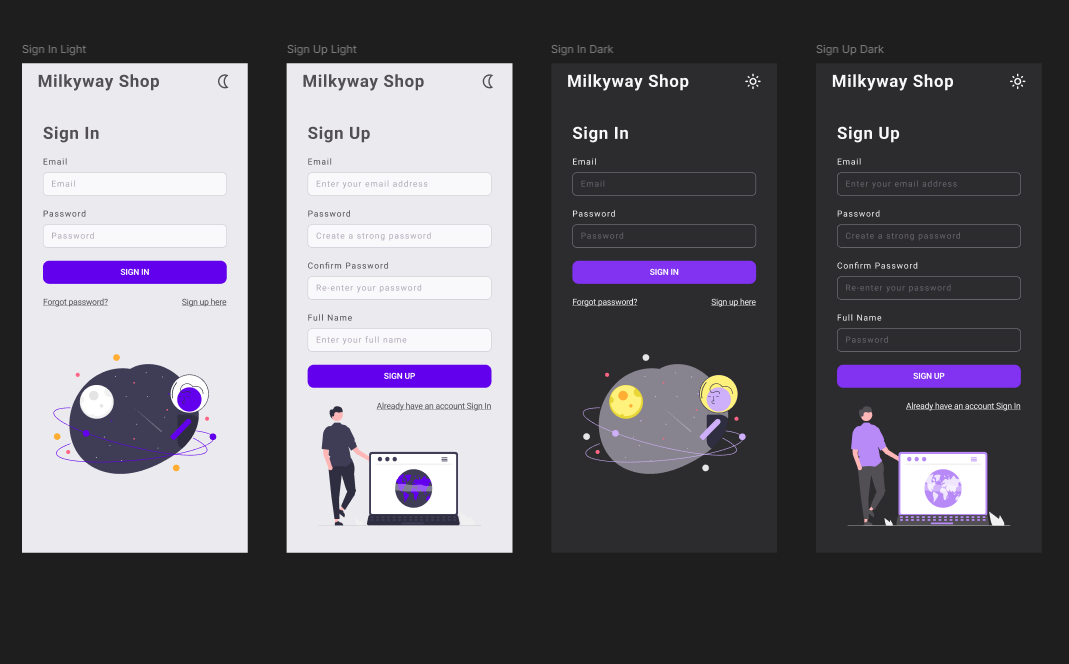 Sign In Light
Milkyway Shop
Sign In
Email
Email
Password
Password
SIGN IN
Forgot password?
Sign up here
Sign Up Light
Milkyway Shop
Sign Up
Email
Enter your email address
Password
Create a strong password
Confirm Password
Re-enter your password
Full Name
Enter your full name
SIGN UP
Already have an account Sign In
Sign In Dark
Milkyway Shop
Sign In
Email
Email
Password
Password
SIGN IN
Forgot password?
Sign up here
Sign Up Dark
Milkyway Shop
Sign Up
Email
Enter your email address
Password
Create a strong password
Confirm Password
Re-enter your password
Full Name
Password
SIGN UP
Already have an account Sign In